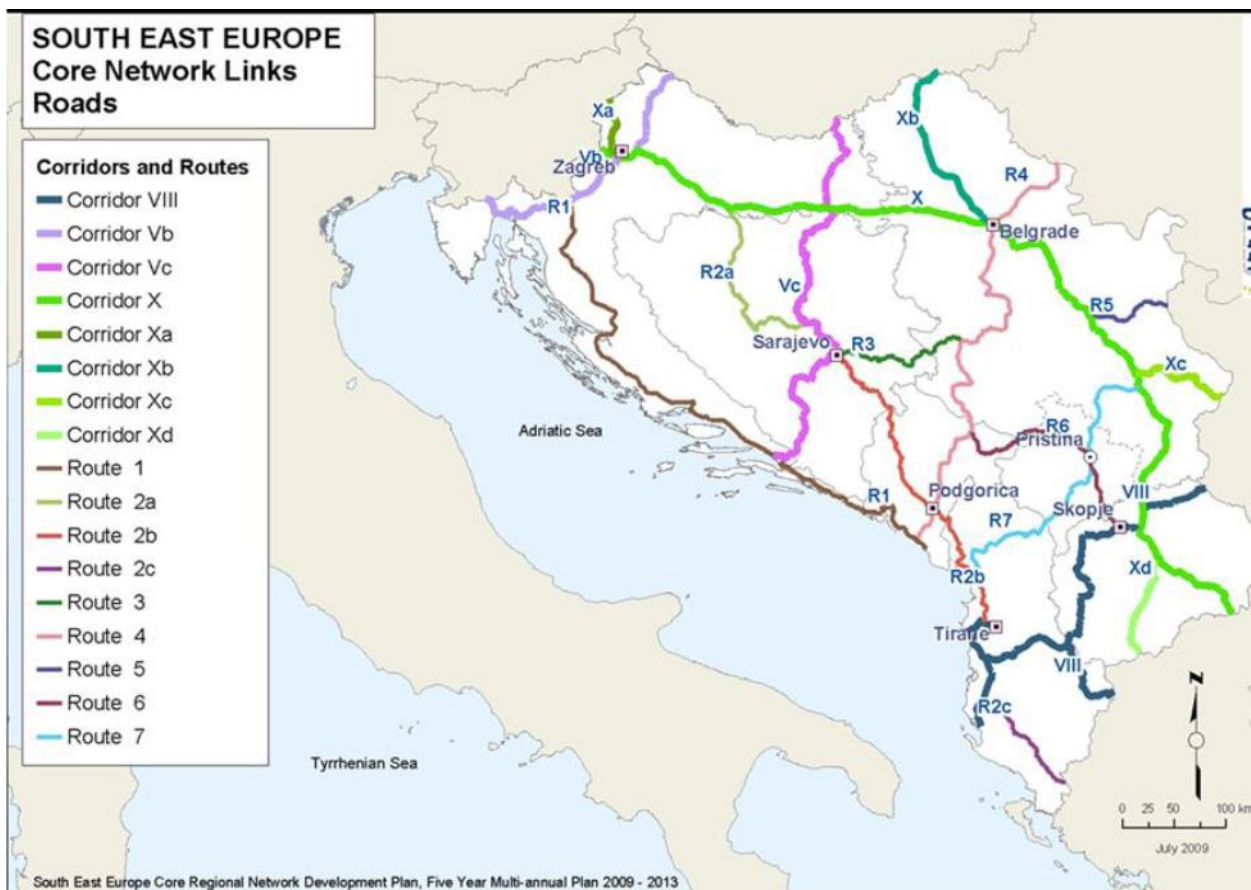 SOUTH EAST EUROPE
Core Network Links
Roads
Corridors and Routes
Corridor VIII
Corridor Vb
Corridor Vc
Corridor X
Corridor Xa
Corridor Xb
Corridor Xc
Corridor Xd
Route 1
Route 2a
Route 2b
Route 2c
Route 3
Route 4
Route 5
Route 6
Route 7
Xa
Xb
Vb
Zagreb
R4
R1
X
Belgrade
R2a
Vc
R5
Sarajevo
R3
Xc
Adriatic Sea
R6
Pristina
R1
Podgorica
VIII
Skopje
R7
Xd
R2b
Tirane
VIII
R2c
Tyrrhenian Sea
N
0 25 50 100 km
July 2009
South East Europe Core Regional Network Development Plan, Five Year Multi-annual Plan 2009 - 2013